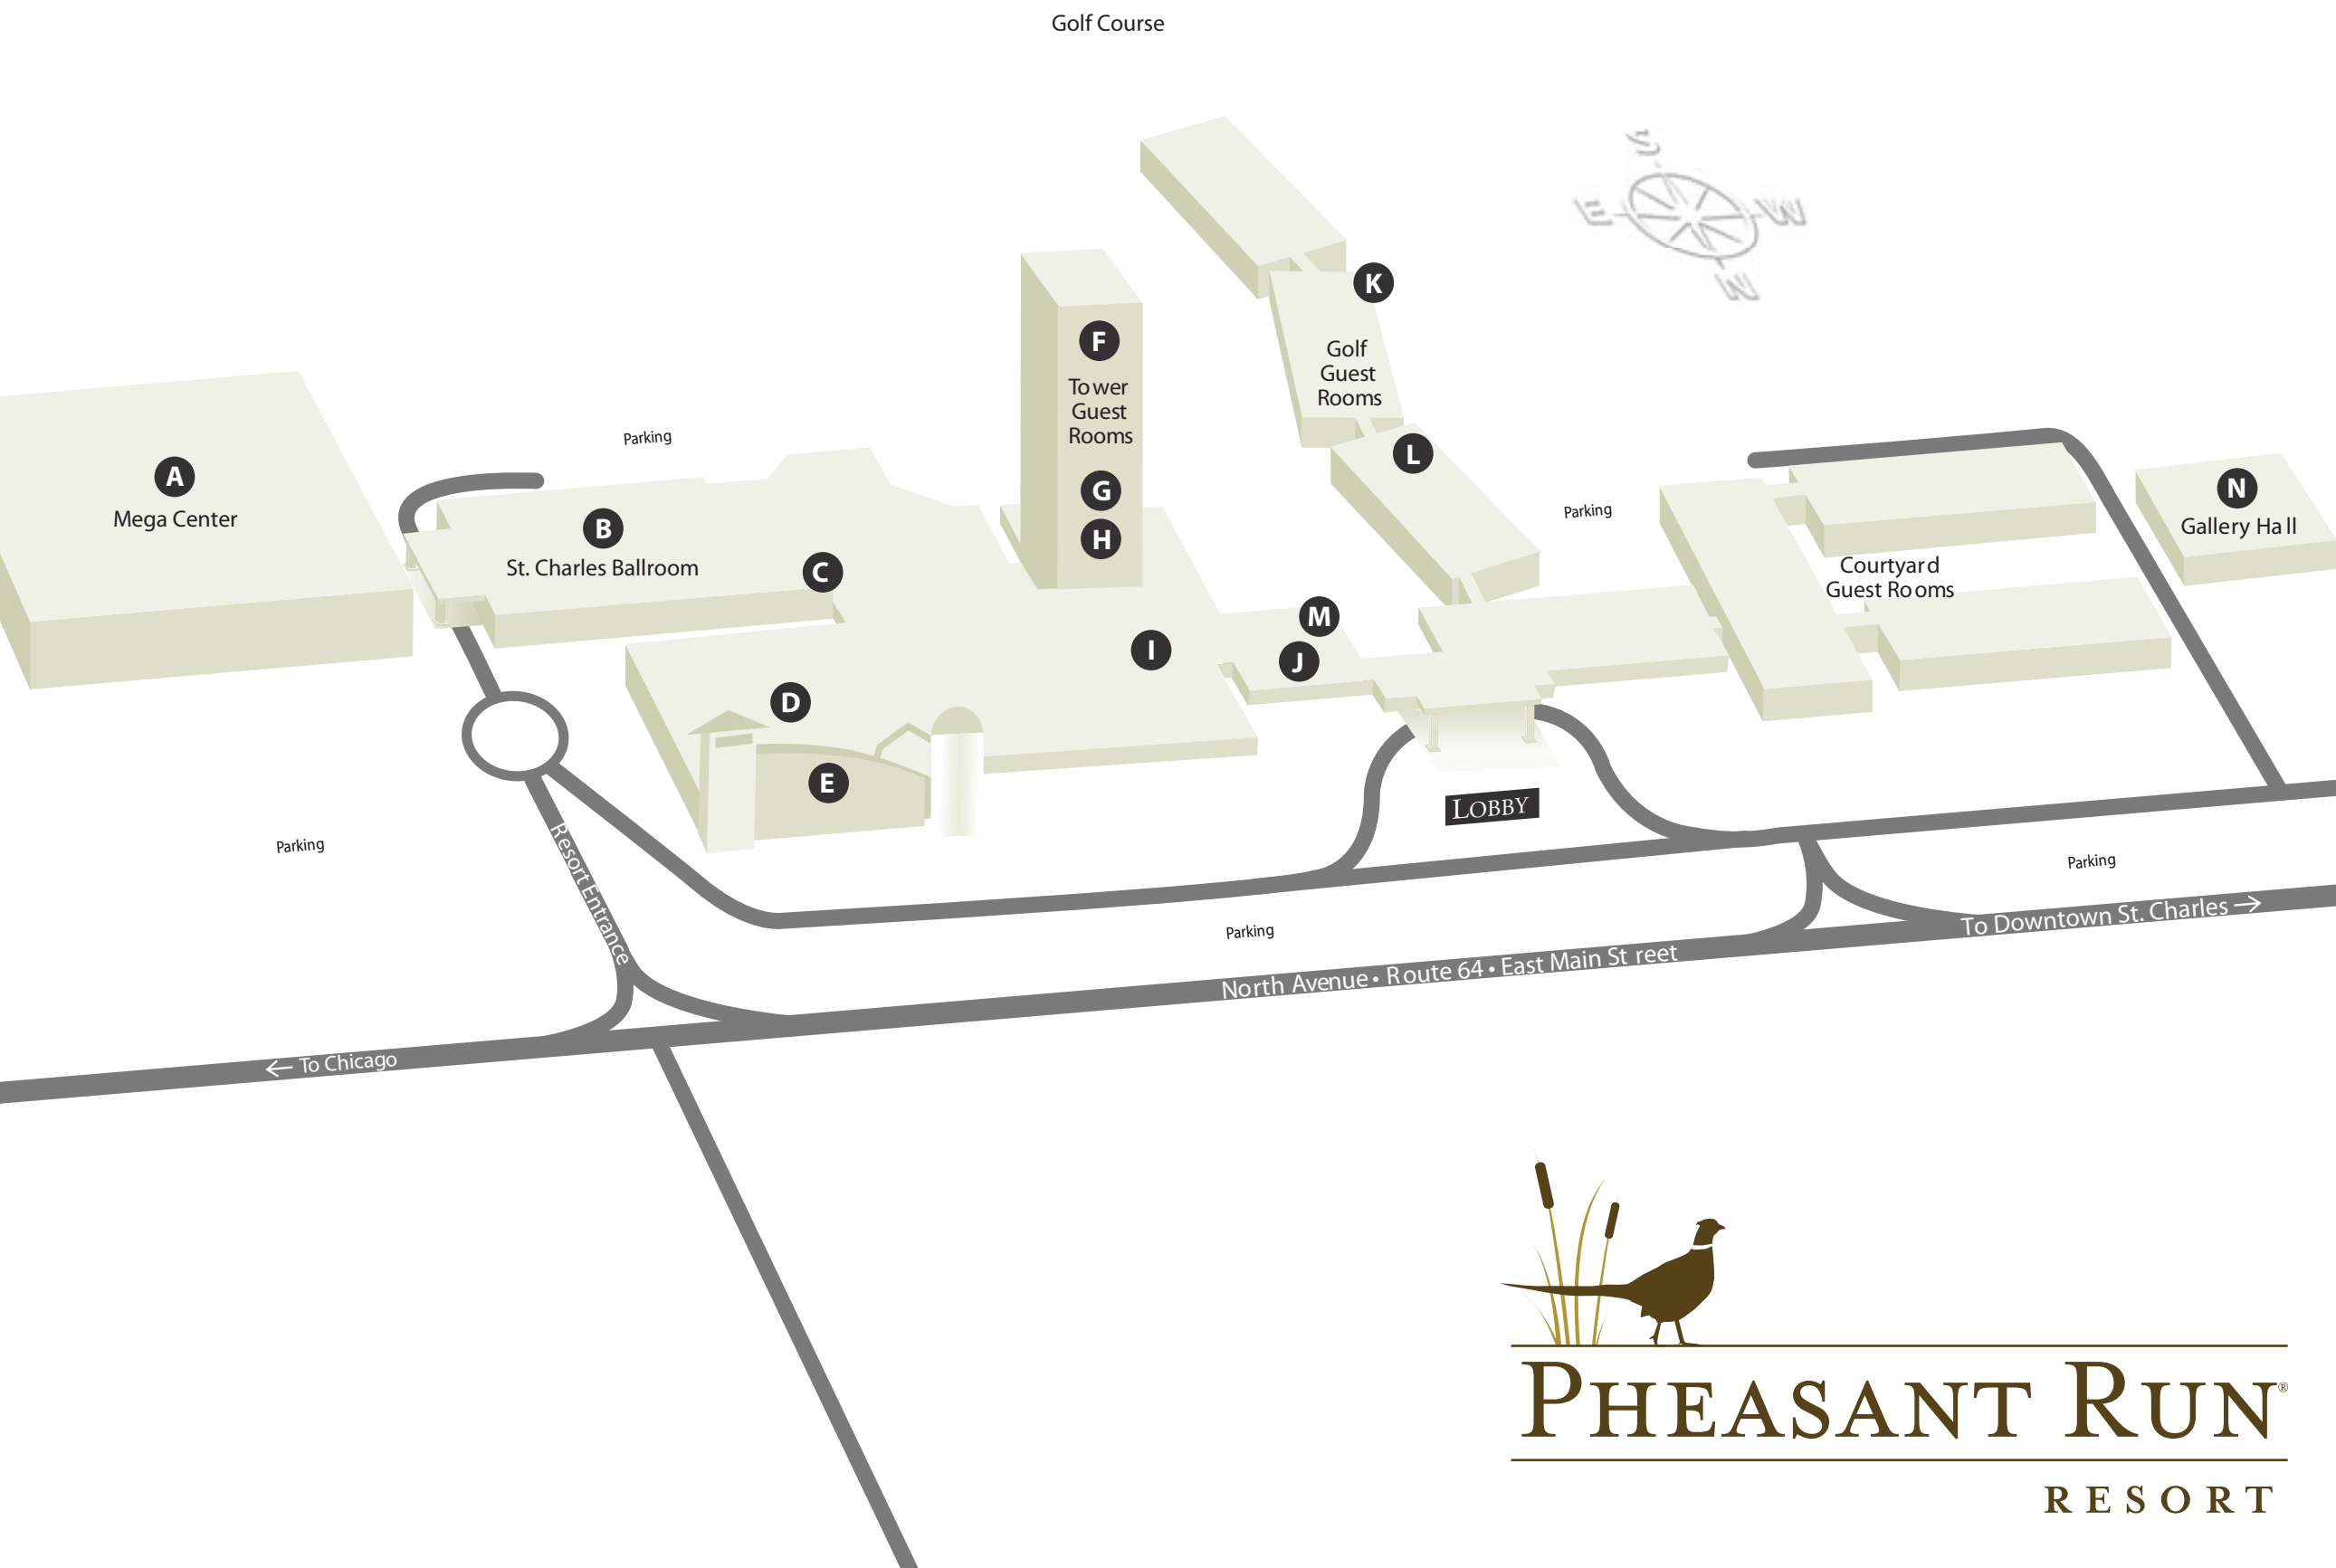 Golf Course
S
E
W
N
K
F
Golf
Guest
Rooms
Tower
Guest
Rooms
Parking
L
A
Mega Center
G
N
Gallery Hall
B
St. Charles Ballroom
H
Parking
C
Courtyard
Guest Rooms
M
I
J
D
E
LOBBY
Parking
Resort Entrance
Parking
Parking
To Downtown St. Charles →
North Avenue • Route 64 • East Main Street
← To Chicago
PHEASANT RUN®
RESORT